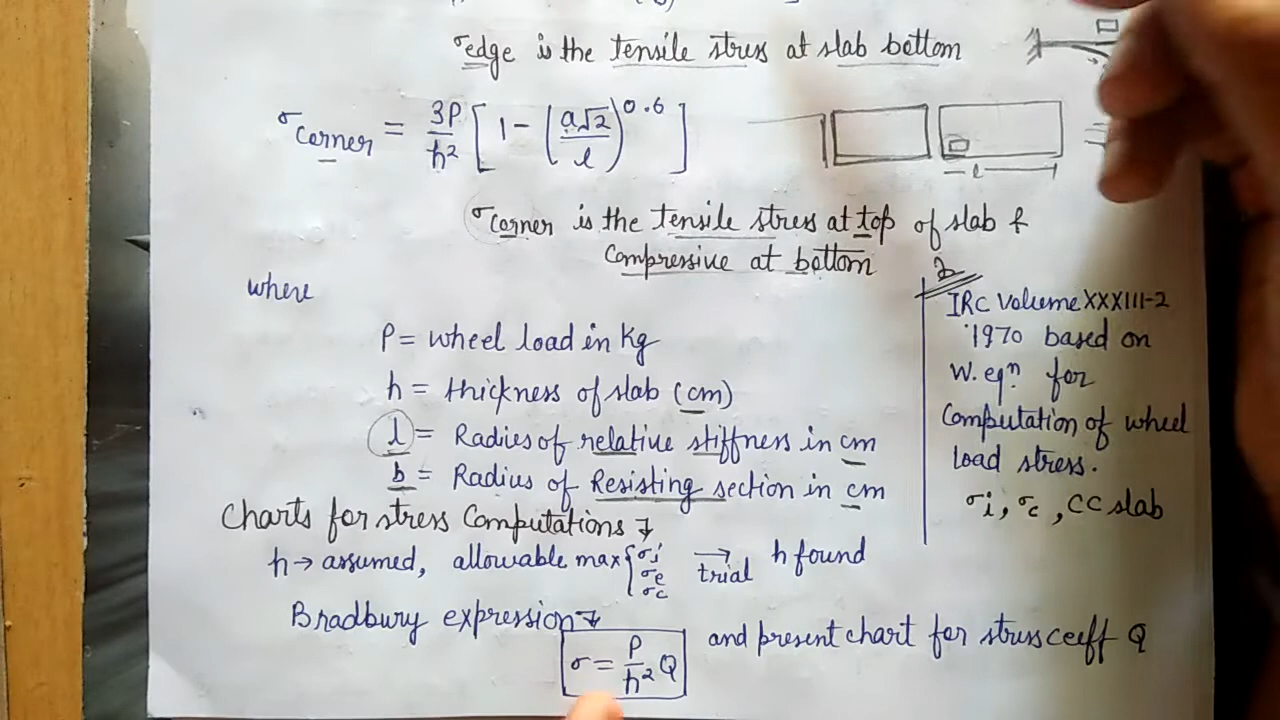 σedge is the tensile stress at slab bottom
σcorner = 3P/h² [ 1 - (a√2/l)^0.6 ]
l
σcorner is the tensile stress at top of slab &
compressive at bottom
where
P = wheel load in Kg
h = thickness of slab (cm)
l = Radies of relative stiffness in cm
b = Radius of Resisting section in cm
IRC Volume XXXIII-2
1970 based on
W. eqn. for
Computation of wheel
load stress.
σi, σc, CC slab
Charts for stress Computations ↓
h → assumed, allowable max { σi σe σc → trial h found
Bradbury expression ↓
σ = P/h² Q
and present chart for stress coeff Q